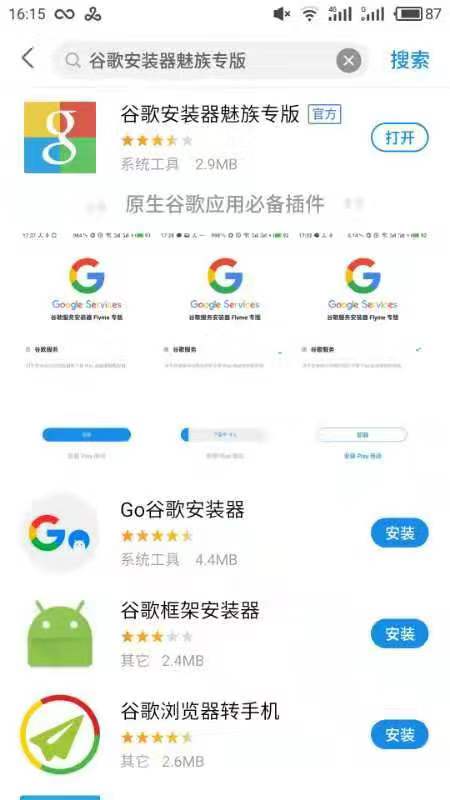 16:15
4G
G
87
谷歌安装器魅族专版
搜索
谷歌安装器魅族专版 官方
打开
系统工具 2.9MB
原生谷歌应用必备插件
Google Services
谷歌服务安装器 Flyme 专版
谷歌服务
Google Services
谷歌服务安装器 Flyme 专版
谷歌服务
Google Services
谷歌服务安装器 Flyme 专版
谷歌服务
Go谷歌安装器
安装
系统工具 4.4MB
谷歌框架安装器
安装
其它 2.4MB
谷歌浏览器转手机
安装
其它 2.6MB